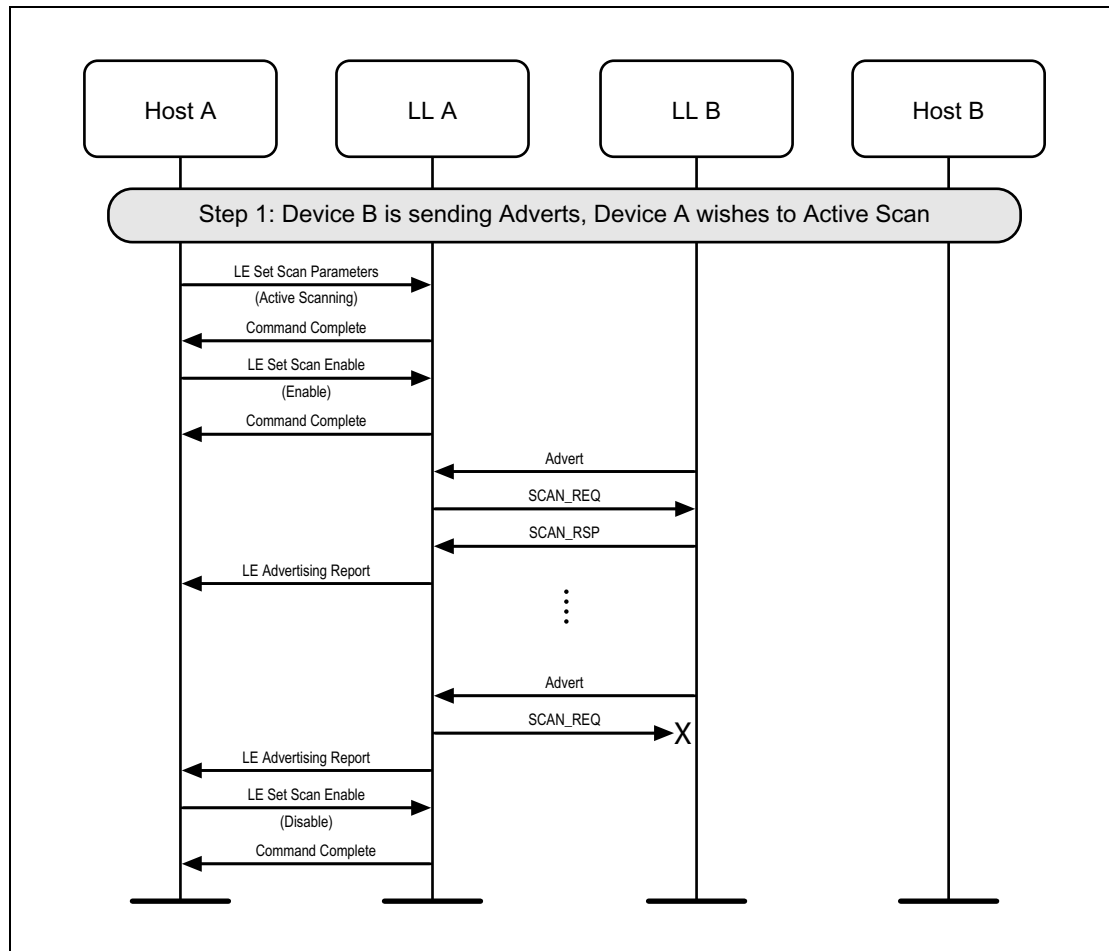 Host A
LL A
LL B
Host B
Step 1: Device B is sending Adverts, Device A wishes to Active Scan
LE Set Scan Parameters
(Active Scanning)
Command Complete
LE Set Scan Enable
(Enable)
Command Complete
Advert
SCAN_REQ
SCAN_RSP
LE Advertising Report
Advert
SCAN_REQ
X
LE Advertising Report
LE Set Scan Enable
(Disable)
Command Complete